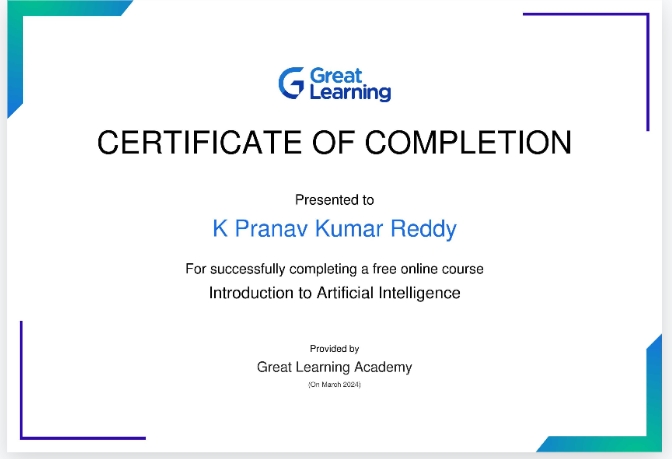 Great
Learning
CERTIFICATE OF COMPLETION
Presented to
K Pranav Kumar Reddy
For successfully completing a free online course
Introduction to Artificial Intelligence
Provided by
Great Learning Academy
(On March 2024)